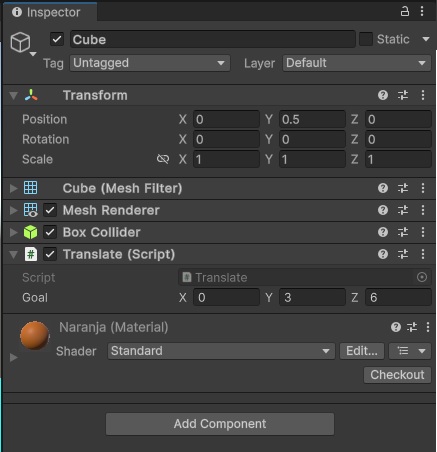 Inspector
Cube Static
Tag Untagged Layer Default
Transform
Position X 0 Y 0.5 Z 0
Rotation X 0 Y 0 Z 0
Scale X 1 Y 1 Z 1
Cube (Mesh Filter)
Mesh Renderer
Box Collider
# Translate (Script)
Script # Translate
Goal X 0 Y 3 Z 6
Naranja (Material)
Shader Standard Edit...
Checkout
Add Component